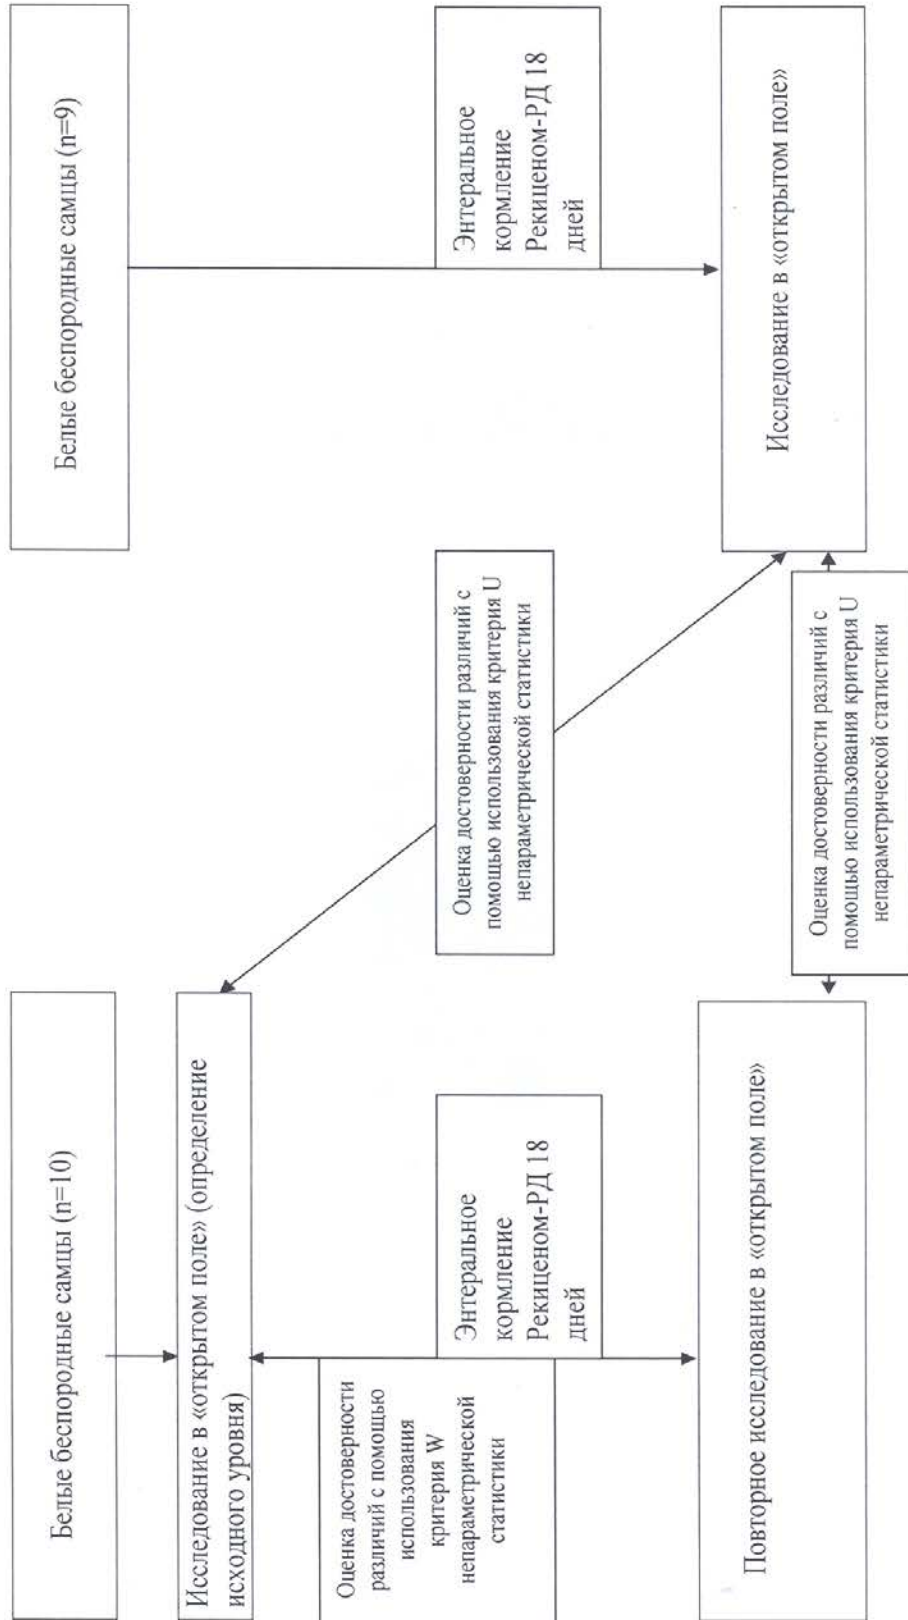 Белые беспородные самцы (n=10)
Белые беспородные самцы (n=9)
Исследование в «открытом поле» (определение
исходного уровня)
Оценка достоверности
различий с помощью
использования
критерия W
непараметрической
статистики
Энтеральное
кормление
Рекиценом-РД 18
дней
Оценка достоверности различий с
помощью использования критерия U
непараметрической статистики
Энтеральное
кормление
Рекиценом-РД 18
дней
Повторное исследование в «открытом поле»
Исследование в «открытом поле»
Оценка достоверности различий с
помощью использования критерия U
непараметрической статистики